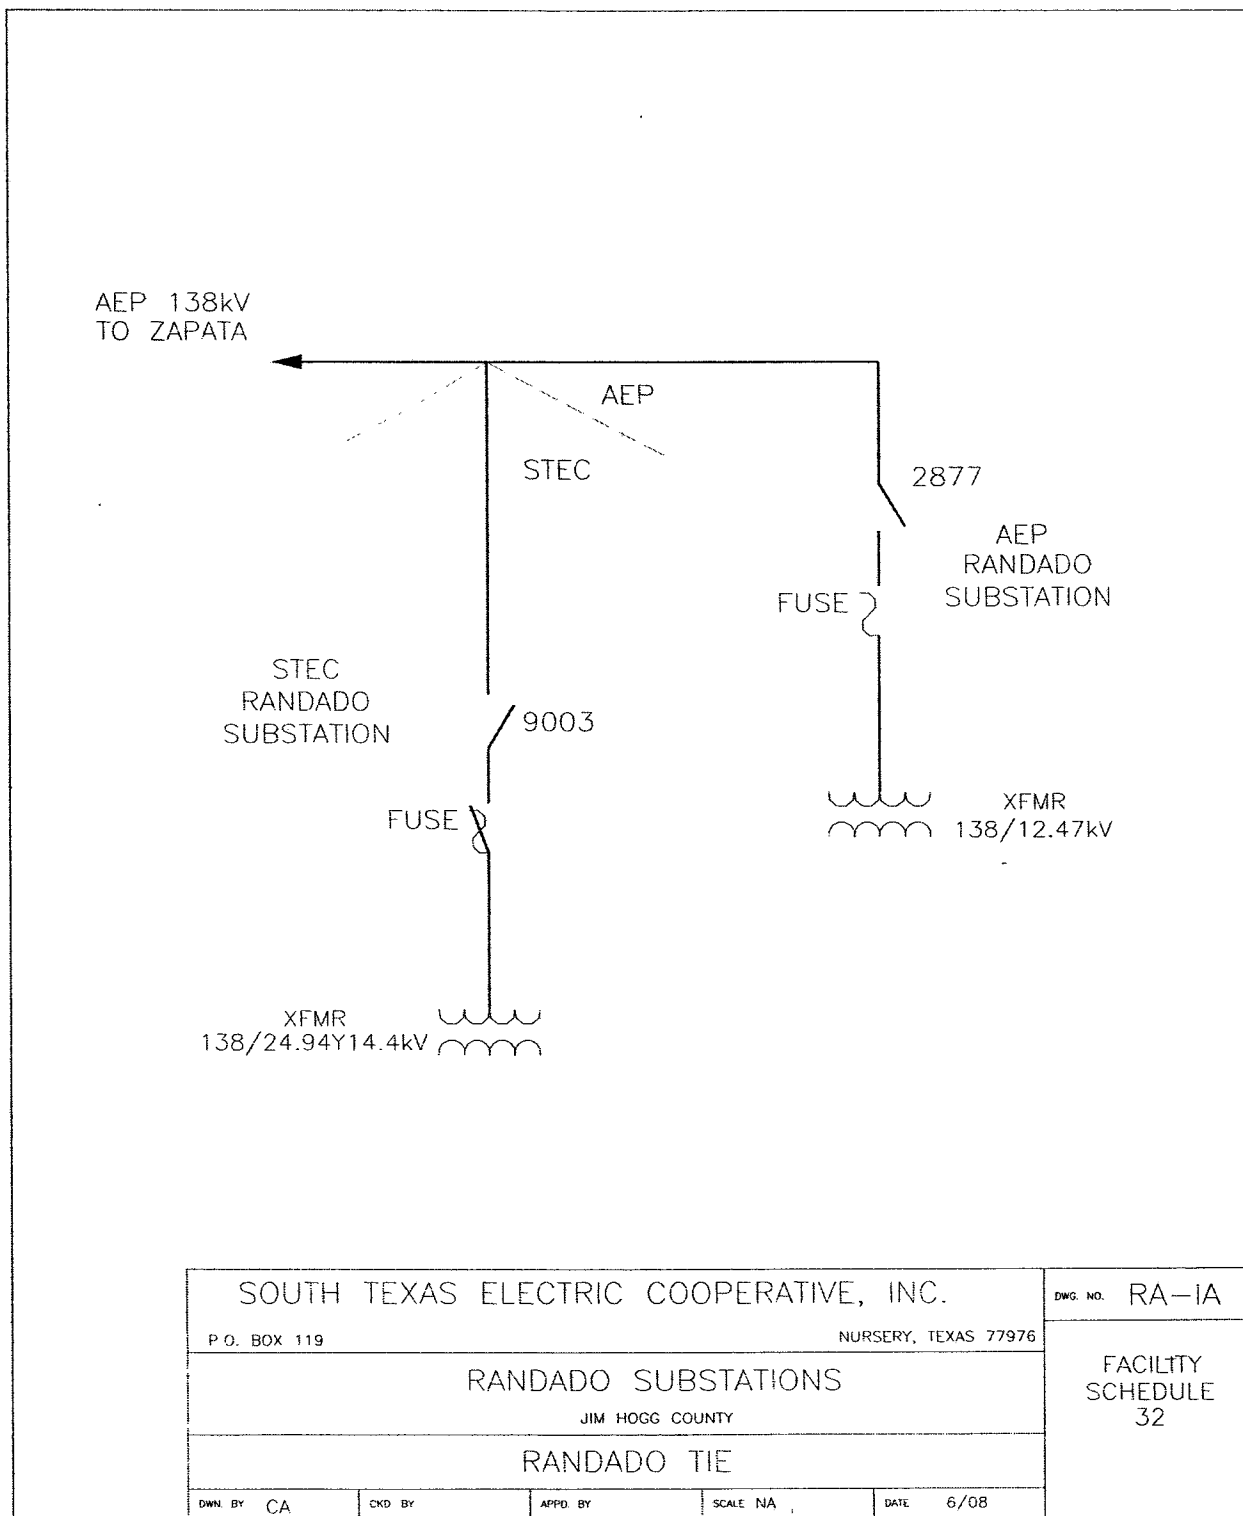 AEP 138kV
TO ZAPATA
AEP
STEC
2877
AEP
RANDADO
SUBSTATION
FUSE
STEC
RANDADO
SUBSTATION
9003
FUSE
XFMR
138/12.47kV
XFMR
138/24.94Y14.4kV
SOUTH TEXAS ELECTRIC COOPERATIVE, INC.
P.O. BOX 119
NURSERY, TEXAS 77976
DWG. NO. RA-1A
RANDADO SUBSTATIONS
JIM HOGG COUNTY
FACILITY
SCHEDULE
32
RANDADO TIE
DWN. BY CA
CKD BY
APPD. BY
SCALE NA
DATE 6/08